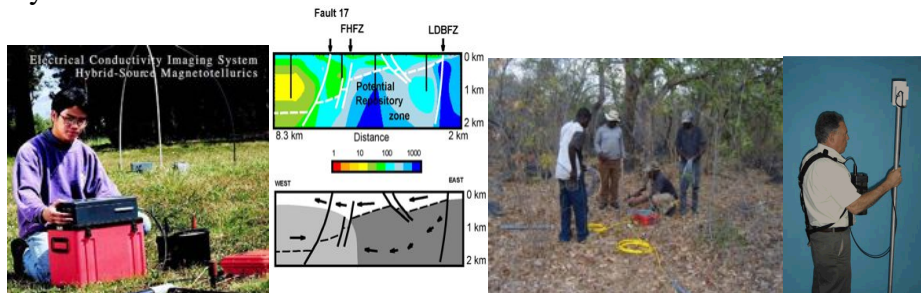 Electrical Conductivity Imaging System
Hybrid-Source Magnetotellurics
Fault 17
FHFZ
LDBFZ
0 km
1 km
2 km
Potential
Repository
zone
8.3 km
Distance
2 km
1
10
100
1000
WEST
EAST
0 km
1 km
2 km